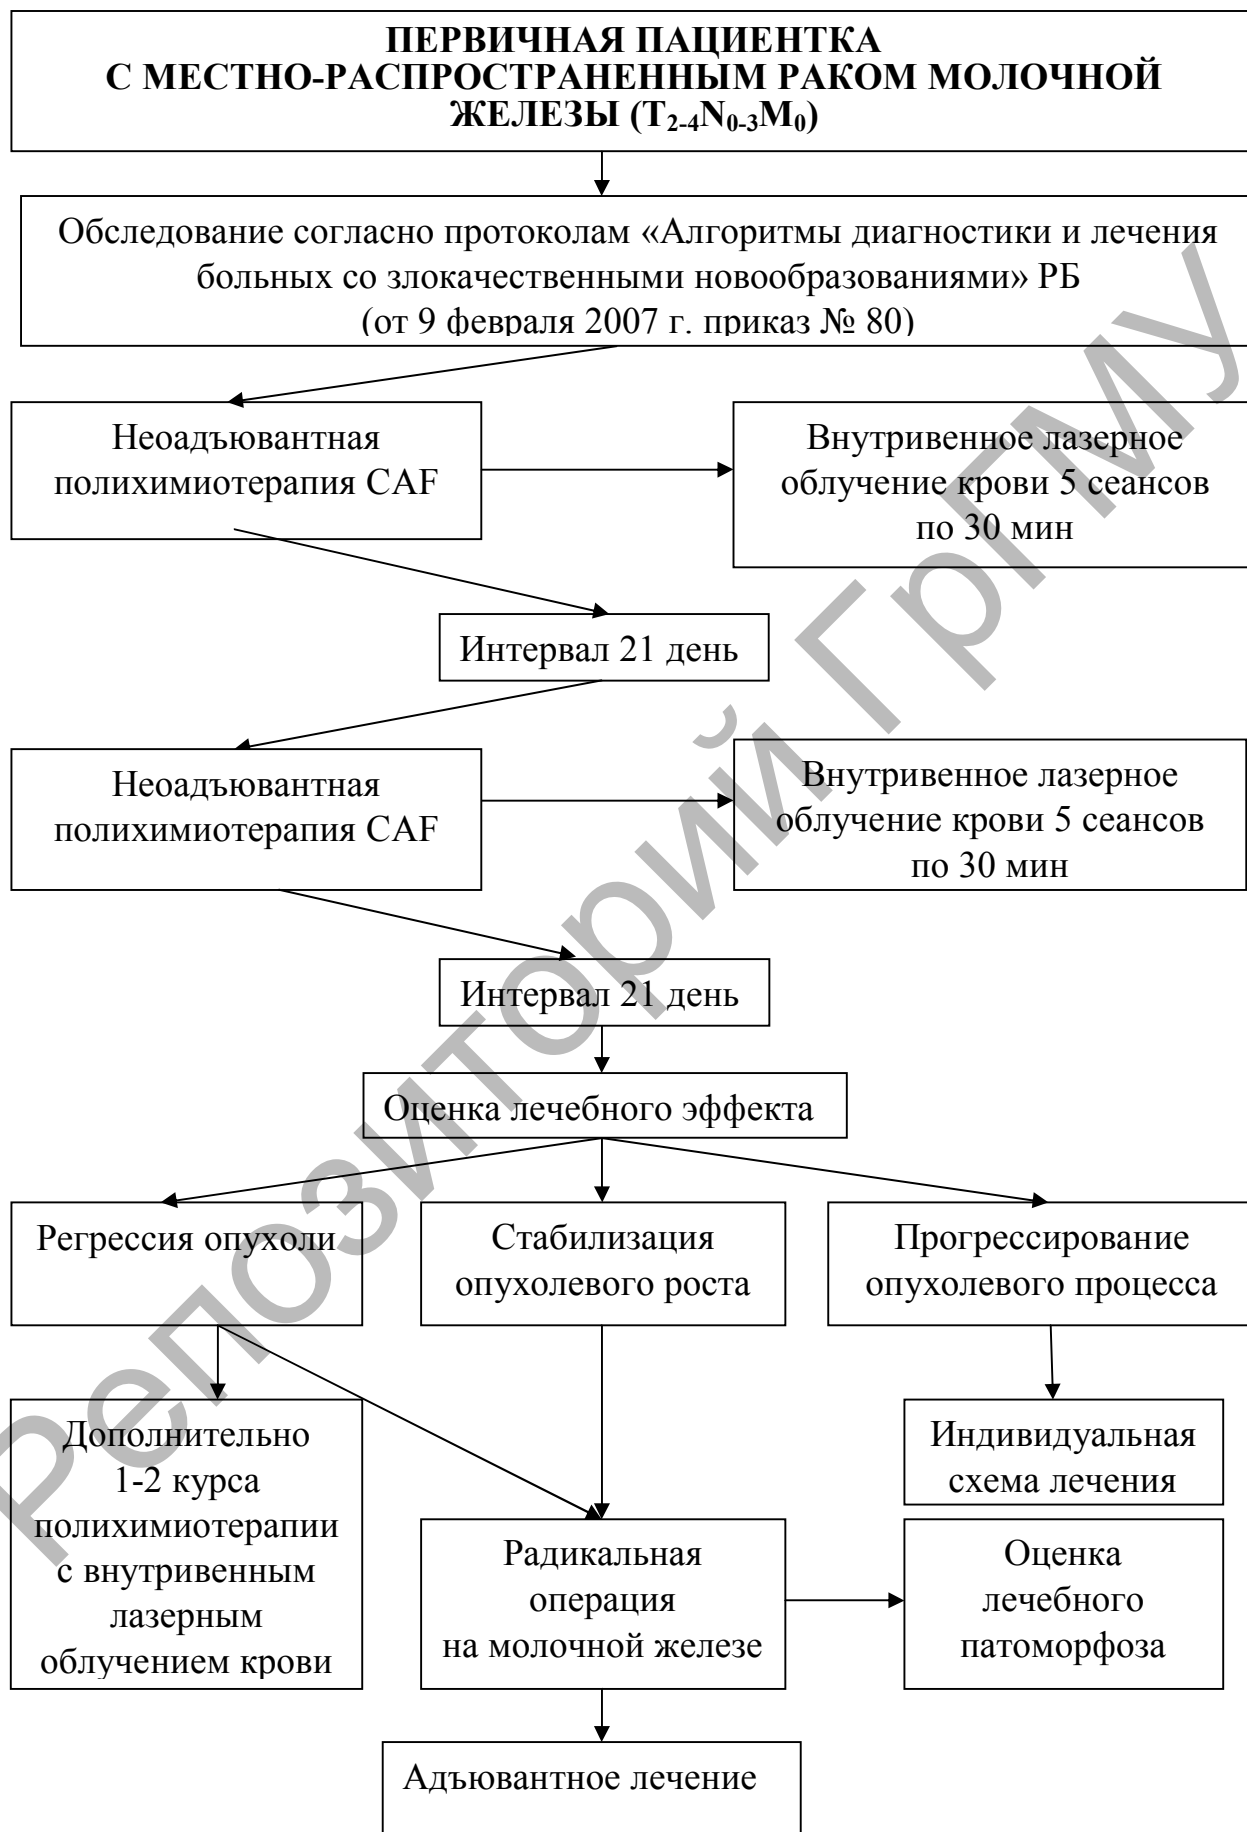 ПЕРВИЧНАЯ ПАЦИЕНТКА
С МЕСТНО-РАСПРОСТРАНЕННЫМ РАКОМ МОЛОЧНОЙ
ЖЕЛЕЗЫ (T2-4N0-3M0)
Обследование согласно протоколам «Алгоритмы диагностики и лечения
больных со злокачественными новообразованиями» РБ
(от 9 февраля 2007 г. приказ № 80)
Неоадъювантная
полихимиотерапия CAF
Внутривенное лазерное
облучение крови 5 сеансов
по 30 мин
Интервал 21 день
Неоадъювантная
полихимиотерапия CAF
Внутривенное лазерное
облучение крови 5 сеансов
по 30 мин
Интервал 21 день
Оценка лечебного эффекта
Регрессия опухоли
Стабилизация
опухолевого роста
Прогрессирование
опухолевого процесса
Дополнительно
1-2 курса
полихимиотерапии
с внутривенным
лазерным
облучением крови
Индивидуальная
схема лечения
Радикальная
операция
на молочной железе
Оценка
лечебного
патоморфоза
Адъювантное лечение
Репозиторий ГрГМУ